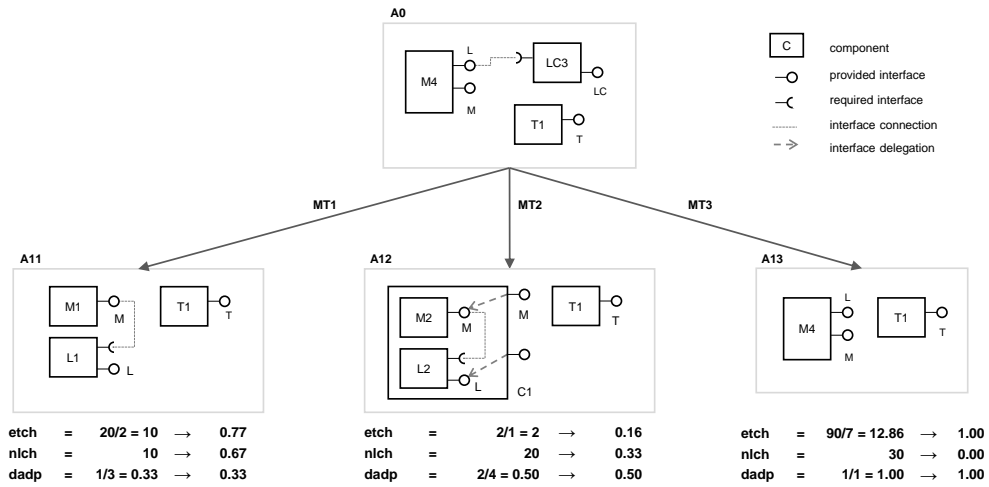 A0
L
M4
LC3
M
LC
T1
T
C component
provided interface
required interface
interface connection
interface delegation
MT1
MT2
MT3
A11
M1
M
T1
T
L1
L
A12
M2
M
M
T1
T
L2
L
C1
A13
L
M4
M
T1
T
etch = 20/2 = 10 → 0.77
nlch = 10 → 0.67
dadp = 1/3 = 0.33 → 0.33
etch = 2/1 = 2 → 0.16
nlch = 20 → 0.33
dadp = 2/4 = 0.50 → 0.50
etch = 90/7 = 12.86 → 1.00
nlch = 30 → 0.00
dadp = 1/1 = 1.00 → 1.00